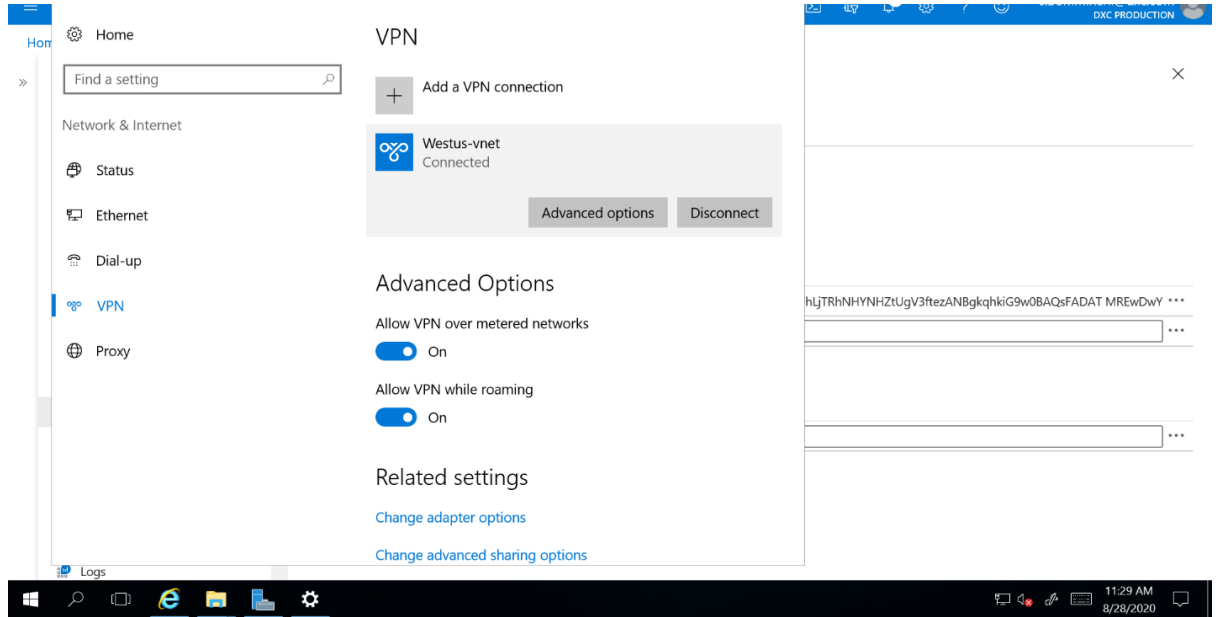 DXC PRODUCTION
Hom
Home
Find a setting
Network & Internet
Status
Ethernet
Dial-up
VPN
Proxy
VPN
Add a VPN connection
Westus-vnet
Connected
Advanced options
Disconnect
Advanced Options
Allow VPN over metered networks
On
Allow VPN while roaming
On
Related settings
Change adapter options
Change advanced sharing options
hLjTRhNHYNHZtUgV3ftezANBgkqhkiG9w0BAQsFADAT MREwDwY
Logs
11:29 AM
8/28/2020